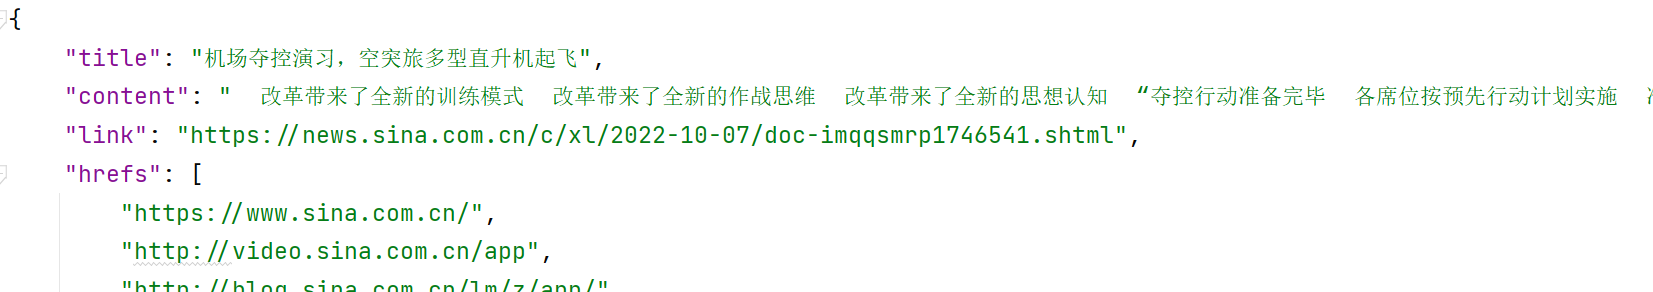 {
"title": "机场夺控演习，空突旅多型直升机起飞",
"content": "  改革带来了全新的训练模式  改革带来了全新的作战思维  改革带来了全新的思想认知  “夺控行动准备完毕  各席位按预先行动计划实施
"link": "https://news.sina.com.cn/c/xl/2022-10-07/doc-imqqsmrp1746541.shtml",
"hrefs": [
"https://www.sina.com.cn/",
"http://video.sina.com.cn/app",
"http://blog.sina.com.cn/lm/z/app/"